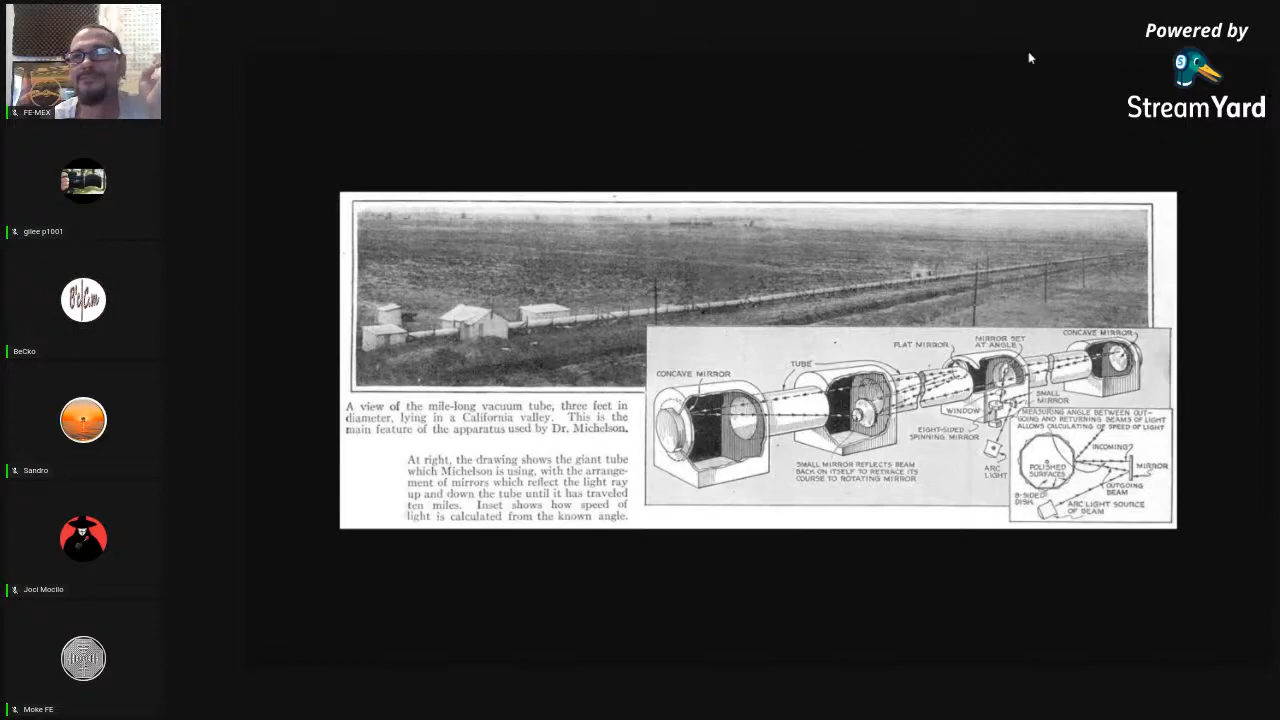 Powered by
StreamYard
FE-MEX
gilee p1001
BeCko
Sandro
Joci Mocilo
Moke FE
A view of the mile-long vacuum tube, three feet in
diameter, lying in a California valley. This is the
main feature of the apparatus used by Dr. Michelson.
At right, the drawing shows the giant tube
which Michelson is using, with the arrange-
ment of mirrors which reflect the light ray
up and down the tube until it has traveled
ten miles. Inset shows how speed of
light is calculated from the known angle.
CONCAVE MIRROR
TUBE
FLAT MIRROR
MIRROR SET
AT ANGLE
CONCAVE MIRROR
SMALL
MIRROR
WINDOW
EIGHT-SIDED
SPINNING MIRROR
ARC
LIGHT
SMALL MIRROR REFLECTS BEAM
BACK ON ITSELF TO RETRACE ITS
COURSE TO ROTATING MIRROR
MEASURING ANGLE BETWEEN OUT-
GOING AND RETURNING BEAMS OF LIGHT
ALLOWS CALCULATING OF SPEED OF LIGHT
INCOMING
MIRROR
POLISHED
SURFACES
OUTGOING
BEAM
8-SIDED
DISK
ARC LIGHT SOURCE
OF BEAM